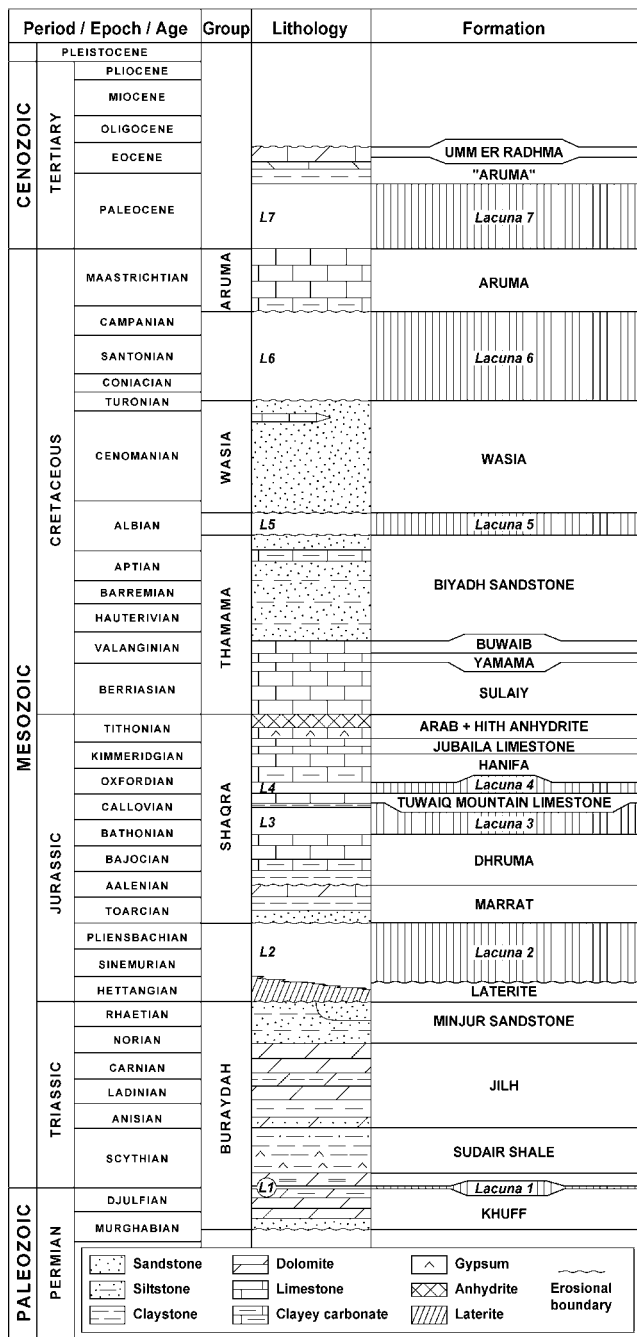 Period / Epoch / Age Group Lithology Formation
PLEISTOCENE
CENOZOIC
TERTIARY
PLIOCENE
MIOCENE
OLIGOCENE
EOCENE
PALEOCENE
UMM ER RADHMA
"ARUMA"
L7 Lacuna 7
MESOZOIC
CRETACEOUS
MAASTRICHTIAN
ARUMA
ARUMA
CAMPANIAN
SANTONIAN
CONIACIAN
L6 Lacuna 6
TURONIAN
CENOMANIAN
WASIA
WASIA
ALBIAN
L5 Lacuna 5
APTIAN
BARREMIAN
HAUTERIVIAN
VALANGINIAN
BERRIASIAN
THAMAMA
BIYADH SANDSTONE
BUWAIB
YAMAMA
SULAIY
JURASSIC
TITHONIAN
KIMMERIDGIAN
OXFORDIAN
CALLOVIAN
BATHONIAN
BAJOCIAN
AALENIAN
TOARCIAN
SHAQRA
ARAB + HITH ANHYDRITE
JUBAILA LIMESTONE
HANIFA
L4 Lacuna 4
TUWAIQ MOUNTAIN LIMESTONE
L3 Lacuna 3
DHRUMA
MARRAT
PLIENSBACHIAN
SINEMURIAN
HETTANGIAN
L2 Lacuna 2
LATERITE
TRIASSIC
RHAETIAN
NORIAN
CARNIAN
LADINIAN
ANISIAN
SCYTHIAN
BURAYDAH
MINJUR SANDSTONE
JILH
SUDAIR SHALE
L1 Lacuna 1
PALEOZOIC
PERMIAN
DJULFIAN
MURGHABIAN
KHUFF
Sandstone Dolomite Gypsum
Siltstone Limestone Anhydrite Erosional
Claystone Clayey carbonate Laterite boundary